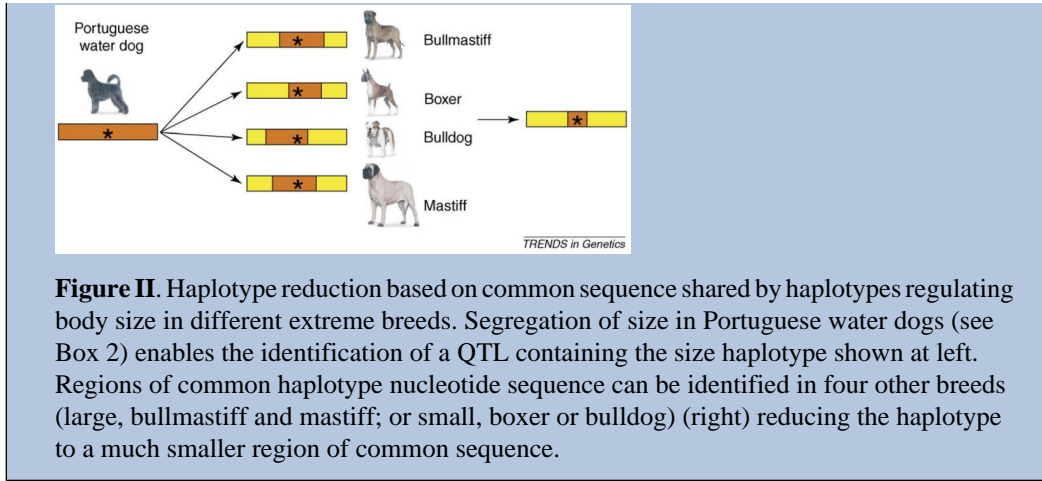 Portuguese
water dog
*
*
Bullmastiff
*
Boxer
*
Bulldog
*
Mastiff
*
TRENDS in Genetics
Figure II. Haplotype reduction based on common sequence shared by haplotypes regulating
body size in different extreme breeds. Segregation of size in Portuguese water dogs (see
Box 2) enables the identification of a QTL containing the size haplotype shown at left.
Regions of common haplotype nucleotide sequence can be identified in four other breeds
(large, bullmastiff and mastiff; or small, boxer or bulldog) (right) reducing the haplotype
to a much smaller region of common sequence.